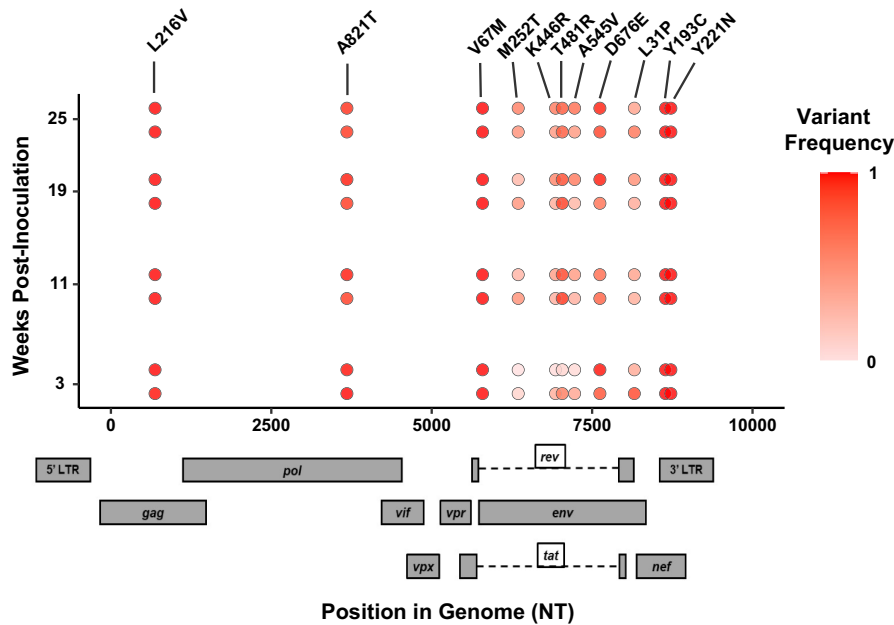 L216V
A821T
V67M
M252T
K446R
T481R
A545V
D676E
L31P
Y193C
Y221N
Weeks Post-Inoculation
25
19
11
3
0
2500
5000
7500
10000
Variant
Frequency
1
0
5' LTR
pol
rev
3' LTR
gag
vif
vpr
env
vpx
tat
nef
Position in Genome (NT)